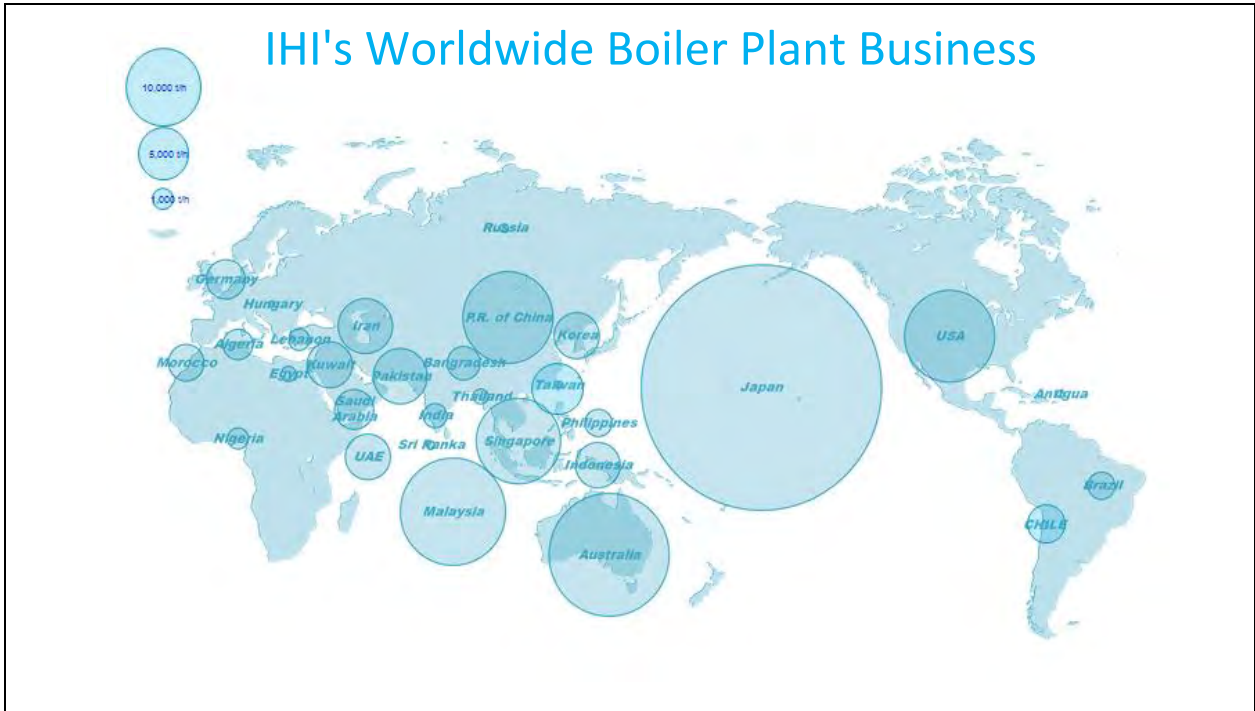 IHI's Worldwide Boiler Plant Business
10,000 t/h
5,000 t/h
1,000 t/h
Russia
Germany
Hungary
Iran
P.R. of China
Korea
USA
Algeria
Lebanon
Morocco
Egypt
Kuwait
Pakistan
Bangradesh
Taiwan
Japan
Thailand
Antigua
Saudi
Arabia
India
Philippines
Nigeria
Sri Ranka
Singapore
UAE
Indonesia
Brazil
Malaysia
CHILE
Australia